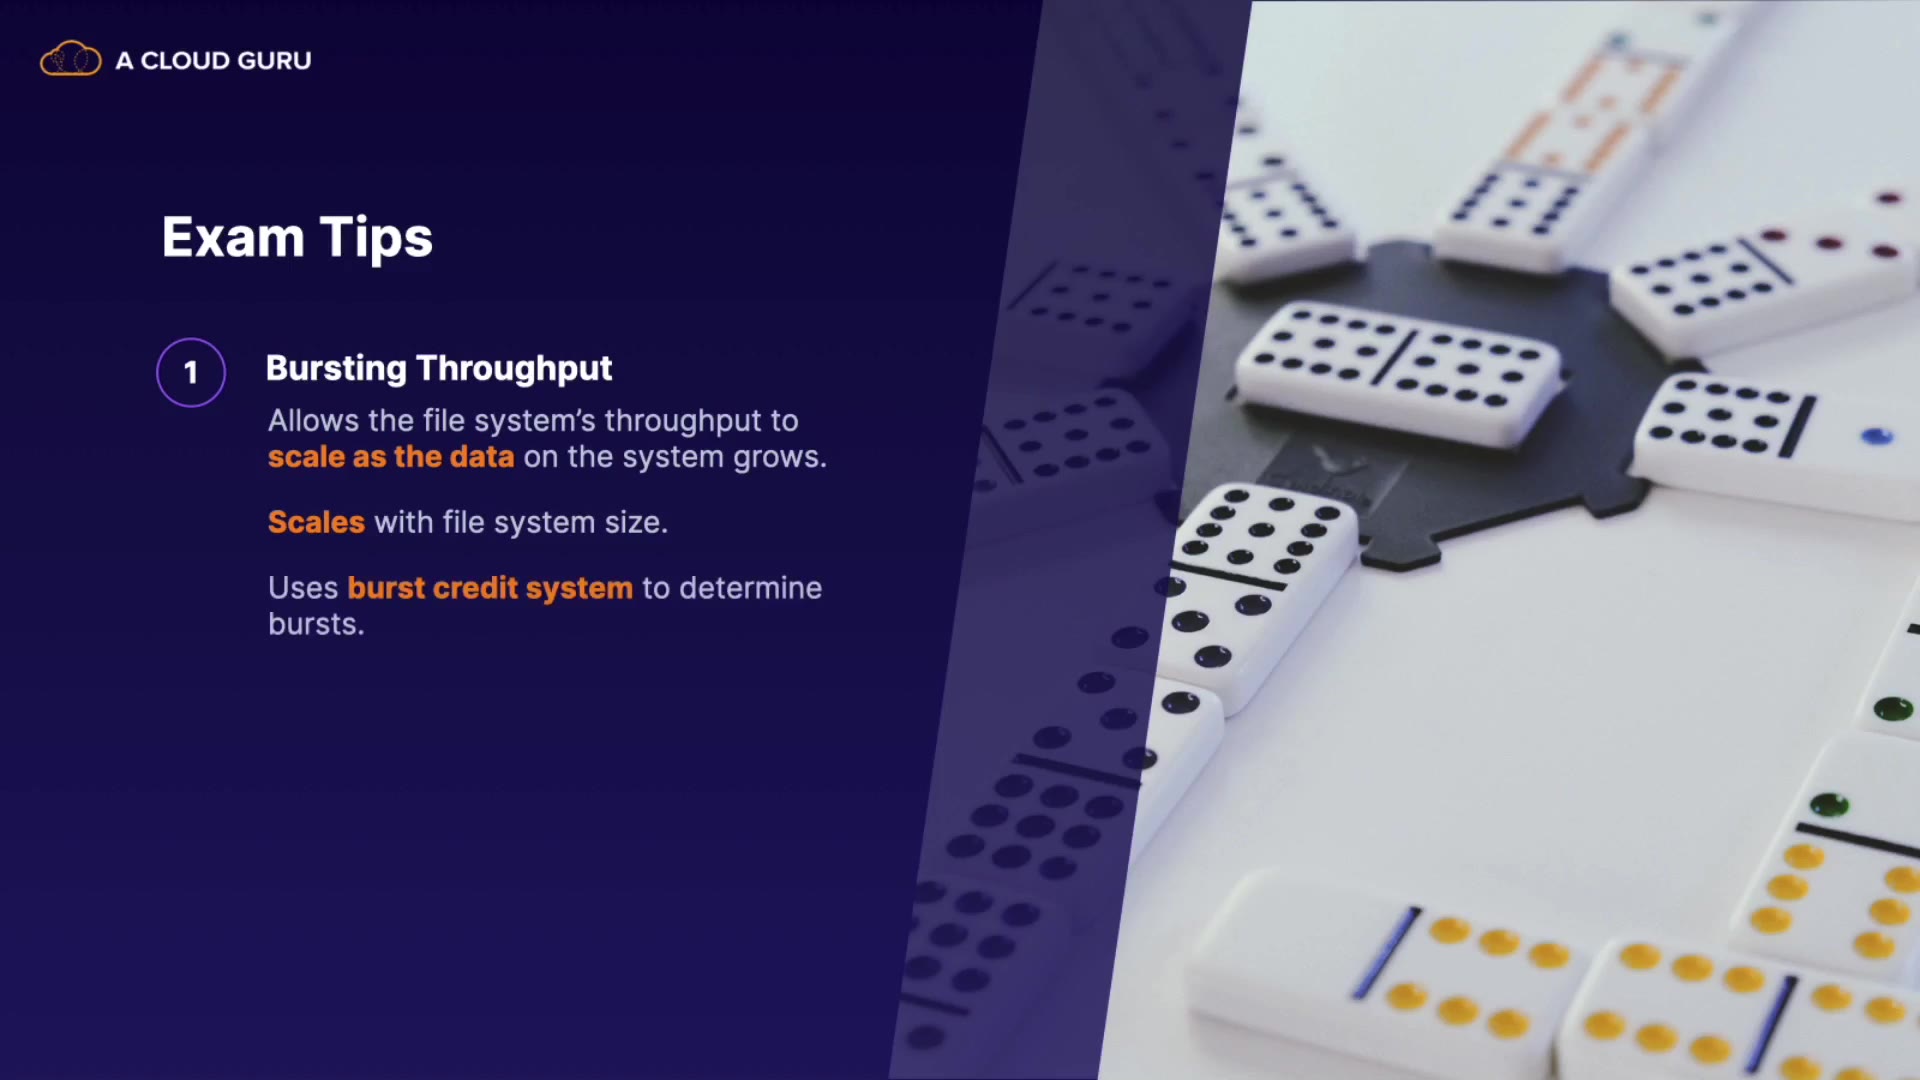 A CLOUD GURU
Exam Tips
1
Bursting Throughput
Allows the file system’s throughput to
scale as the data on the system grows.
Scales with file system size.
Uses burst credit system to determine
bursts.